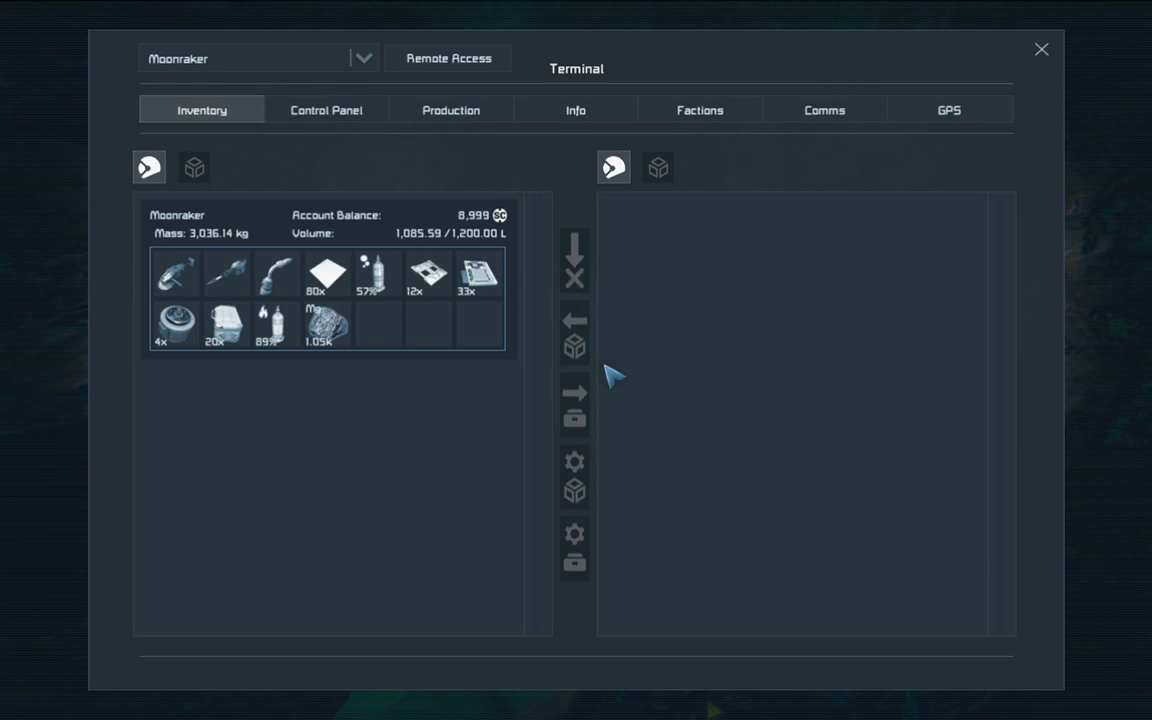 Moonraker
Remote Access
Terminal
Inventory
Control Panel
Production
Info
Factions
Comms
GPS
Moonraker
Account Balance:
8,999 SC
Mass: 3,036.14 kg
Volume:
1,085.59 / 1,200.00 L
80x
57%
12x
33x
4x
20x
89%
Mg
1.05K